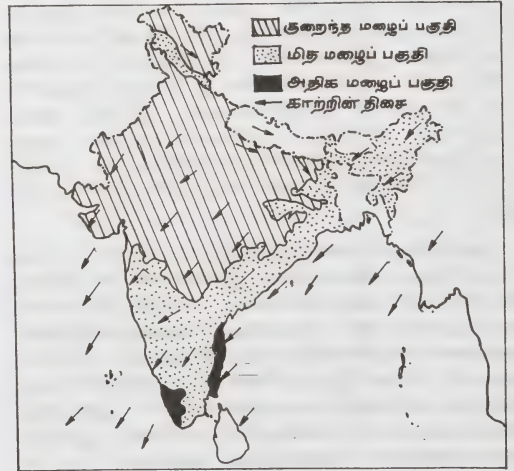 குறைந்த மழைப் பகுதி
மித மழைப் பகுதி
அதிக மழைப் பகுதி
காற்றின் திசை